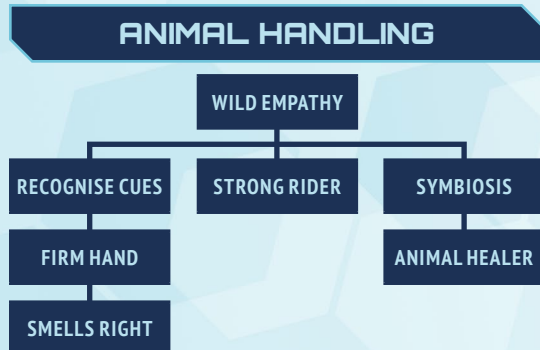 ANIMAL HANDLING
WILD EMPATHY
RECOGNISE CUES
STRONG RIDER
SYMBIOSIS
FIRM HAND
ANIMAL HEALER
SMELLS RIGHT